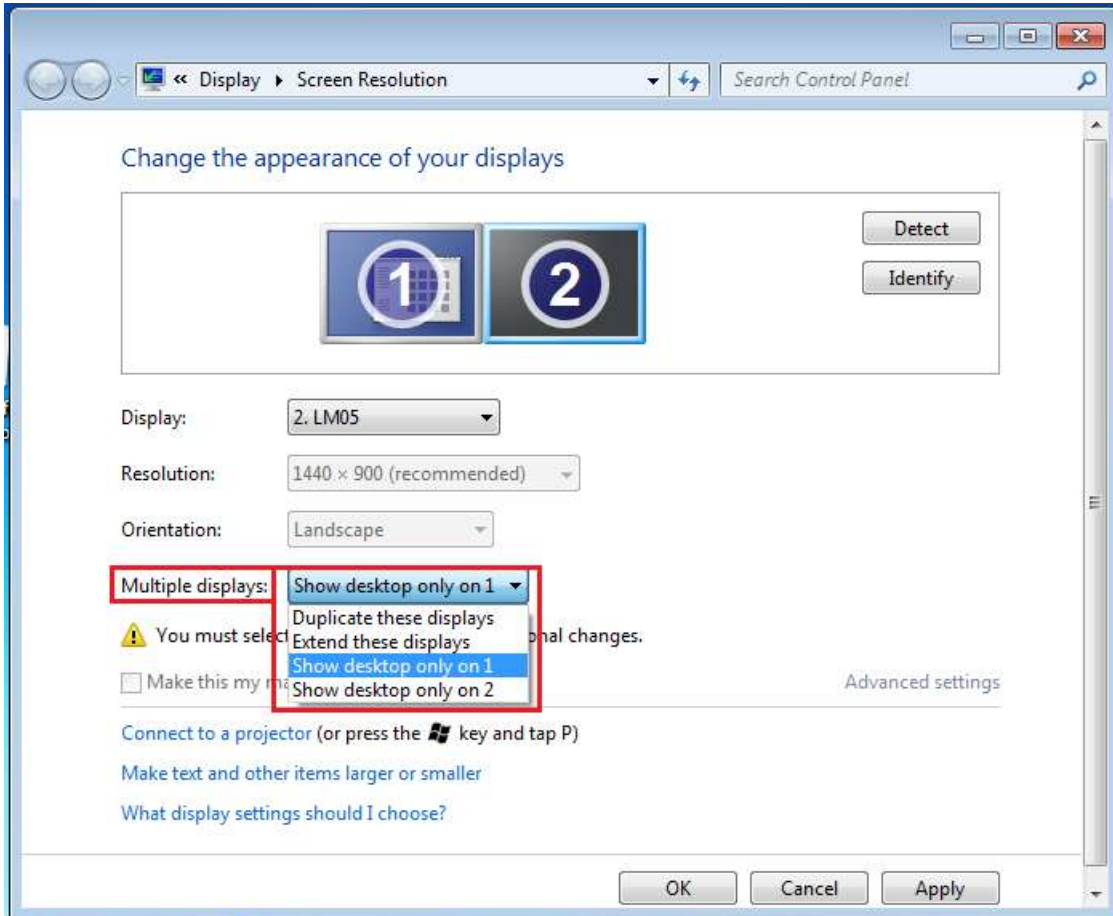 « Display ▸ Screen Resolution
Search Control Panel
Change the appearance of your displays
1
2
Detect
Identify
Display: 2. LM05
Resolution: 1440 × 900 (recommended)
Orientation: Landscape
Multiple displays: Show desktop only on 1
Duplicate these displays
Extend these displays
Show desktop only on 1
Show desktop only on 2
You must select
changes.
Make this my
Advanced settings
Connect to a projector (or press the key and tap P)
Make text and other items larger or smaller
What display settings should I choose?
OK Cancel Apply